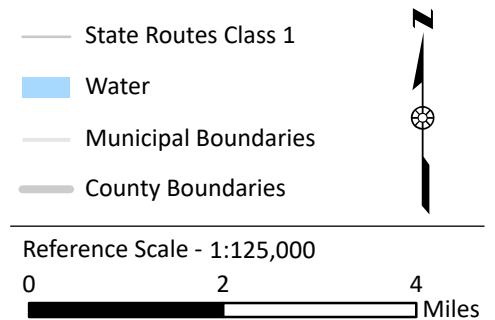 State Routes Class 1
Water
Municipal Boundaries
County Boundaries
N
Reference Scale - 1:125,000
0 2 4
Miles